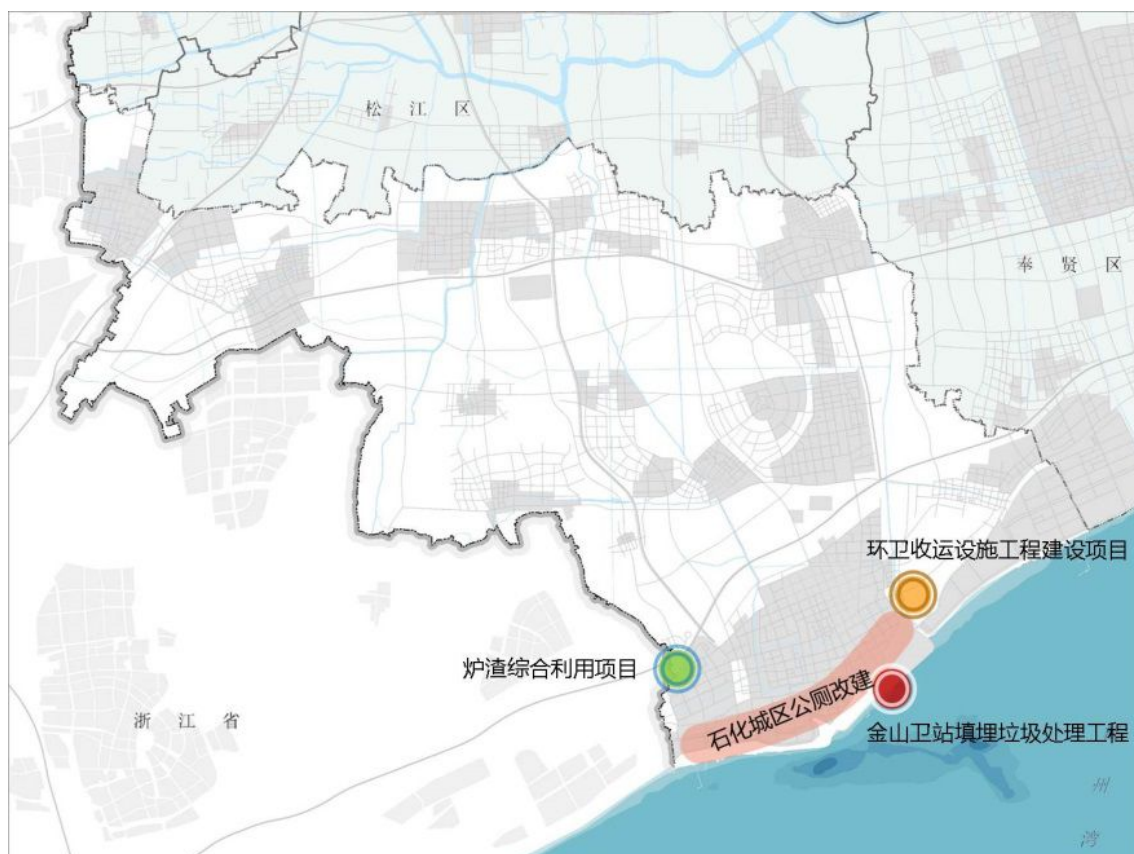 松江区
奉贤区
环卫收运设施工程建设项目
炉渣综合利用项目
石化城区公厕改建
浙江省
金山卫站填埋垃圾处理工程
州
湾